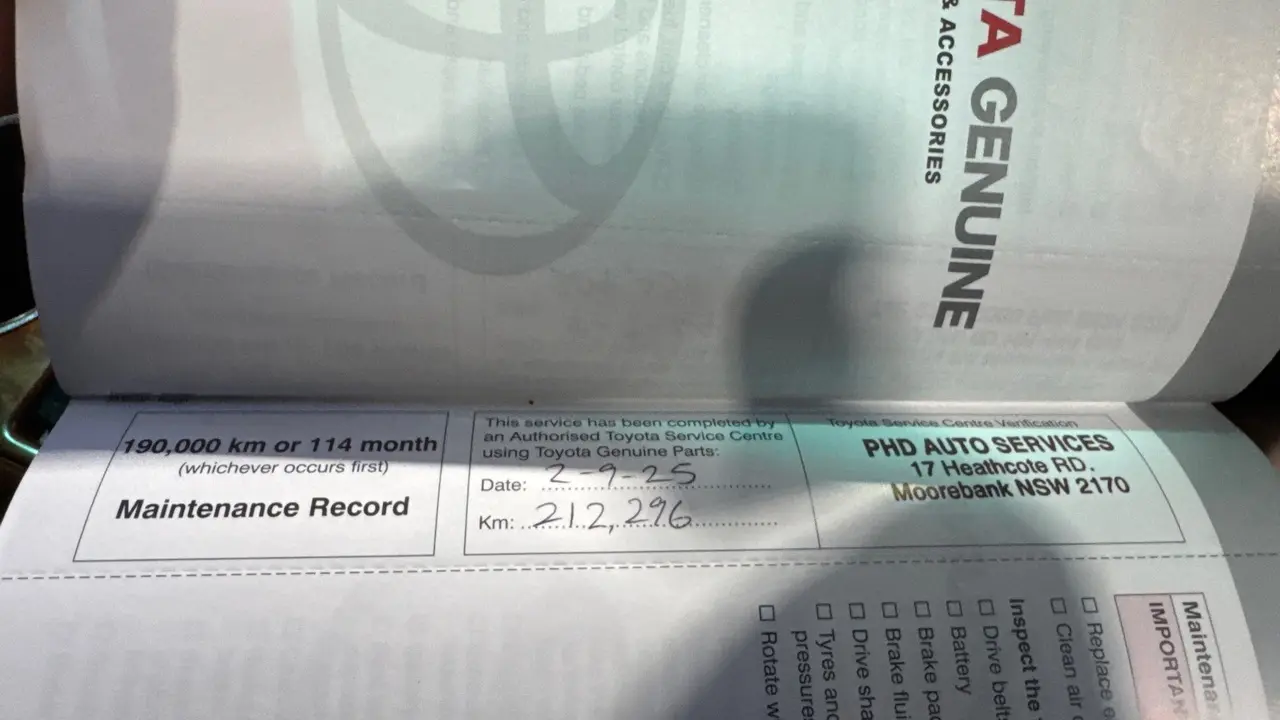 TA GENUINE
& ACCESSORIES
190,000 km or 114 month
(whichever occurs first)
Maintenance Record
This service has been completed by
an Authorised Toyota Service Centre
using Toyota Genuine Parts:
Date: 2-9-25
Km: 212,296
Toyota Service Centre Verification
PHD AUTO SERVICES
17 Heathcote RD.
Moorebank NSW 2170
Maintena
IMPORTAN
Replace
Clean air
Inspect the
Drive belt
Battery
Brake pad
Brake flui
Drive sha
Tyres and
pressures
Rotate w